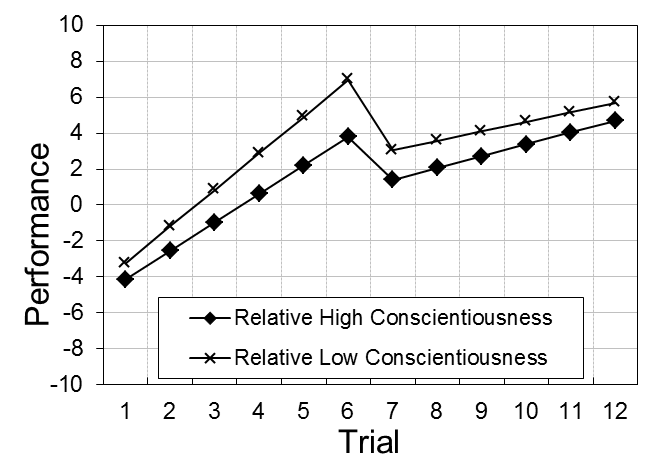 10
8
6
4
2
0
-2
-4
-6
-8
-10
Performance
Relative High Conscientiousness
Relative Low Conscientiousness
1 2 3 4 5 6 7 8 9 10 11 12
Trial